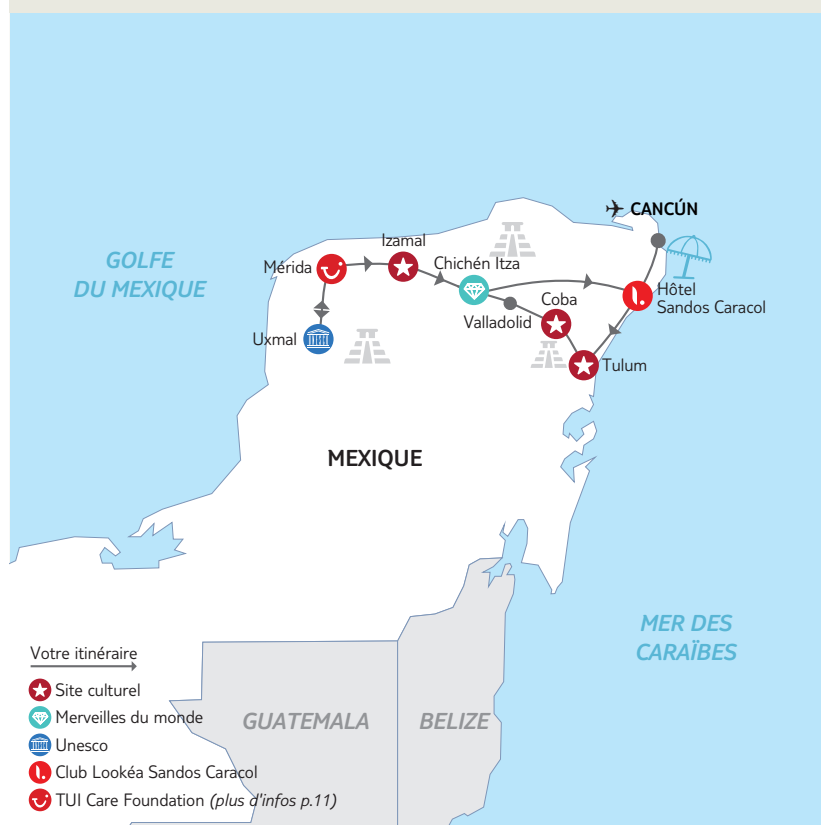 CANCÚN
Izamal
GOLFE
DU MEXIQUE
Mérida
Chichén Itza
Hôtel
Sandos Caracol
Coba
Valladolid
Uxmal
Tulum
MEXIQUE
MER DES
CARAÏBES
Votre itinéraire
Site culturel
Merveilles du monde
GUATEMALA
BELIZE
Unesco
Club Lookéa Sandos Caracol
TUI Care Foundation (plus d'infos p.11)